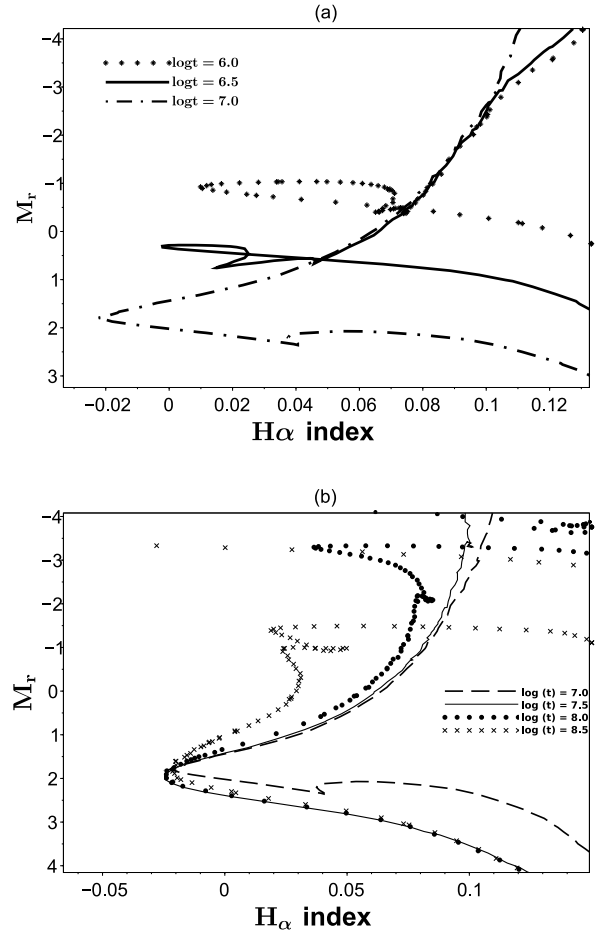 (a)
−4
−3
−2
−1
0
1
2
3
M_r
logt = 6.0
logt = 6.5
logt = 7.0
−0.02 0 0.02 0.04 0.06 0.08 0.1 0.12
Hα index
(b)
−4
−3
−2
−1
0
1
2
3
4
M_r
log (t) = 7.0
log (t) = 7.5
log (t) = 8.0
log (t) = 8.5
−0.05 0 0.05 0.1
H_α index